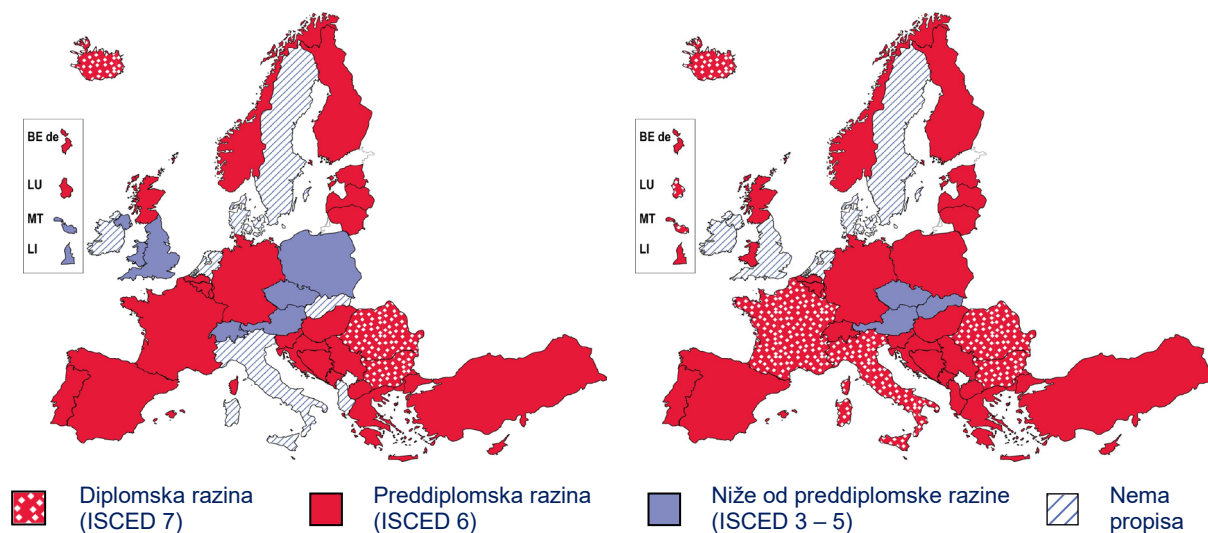 BE de
LU
MT
LI
BE de
LU
MT
LI
Diplomska razina
(ISCED 7)
Preddiplomska razina
(ISCED 6)
Niže od preddiplomske razine
(ISCED 3 – 5)
Nema
propisa